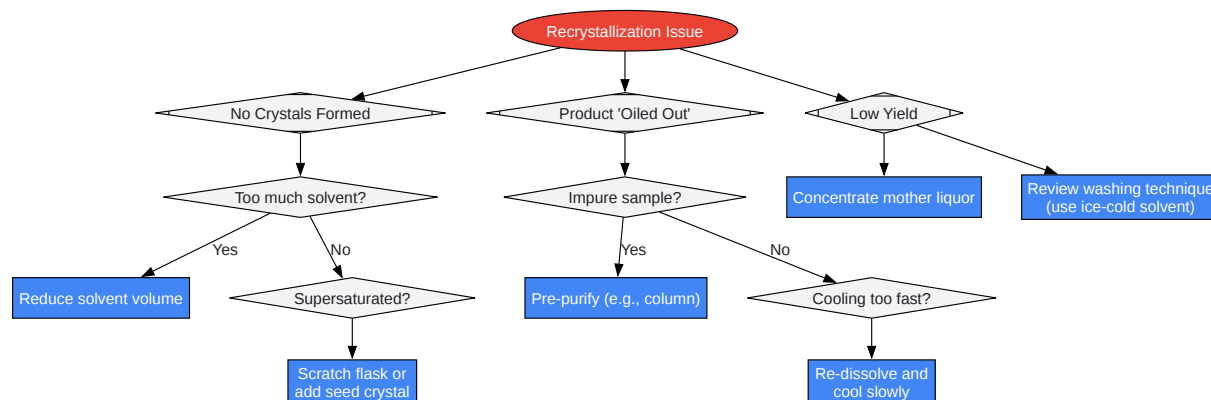 Recrystallization Issue
No Crystals Formed
Product 'Oiled Out'
Low Yield
Too much solvent?
Impure sample?
Concentrate mother liquor
Review washing technique
(use ice-cold solvent)
Yes
No
Yes
No
Reduce solvent volume
Supersaturated?
Pre-purify (e.g., column)
Cooling too fast?
Scratch flask or
add seed crystal
Re-dissolve and
cool slowly